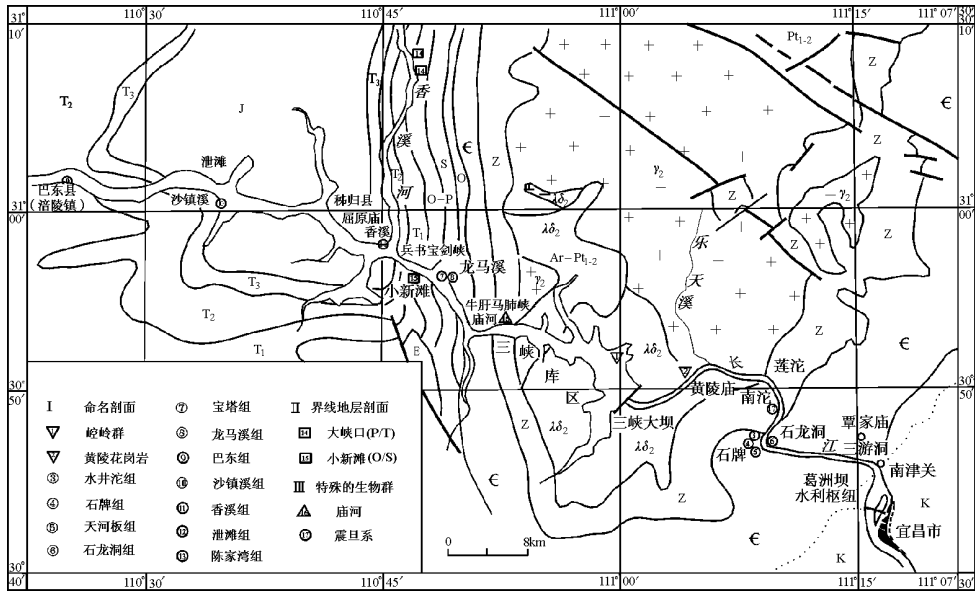 31° 10′
110° 30′
110° 45′
111° 00′
111° 15′
111° 07′ 30″
Pt₁₋₂
Z
€
T₂
T₃
J
T₃
13
14
香
溪
河
γ₂
S
O
Z
€
泄滩
T₂
O-P
λδ₂
Z
γ₂
巴东县
(涪陵镇)
沙镇溪
秭归县
屈原庙
香溪
31° 00′
T₁
兵书宝剑峡
龙马溪
λδ₂
Ar-Pt₁₋₂
乐
天
溪
Z
Z
T₃
小新滩
γ₂
牛肝马肺峡
庙河
T₂
T₁
E
三
峡
库
区
λδ₂
λδ₂
长
莲沱
Z
€
黄陵庙
南沱
30° 50′
三峡大坝
λδ₂
λδ₂
Z
€
Z
石牌
石龙洞
江
覃家庙
三游洞
南津关
葛洲坝
水利枢纽
K
宜昌市
€
K
Ⅰ 命名剖面
崆岭群
黄陵花岗岩
③ 水井沱组
④ 石牌组
⑤ 天河板组
⑥ 石龙洞组
⑦ 宝塔组
⑧ 龙马溪组
⑨ 巴东组
⑩ 沙镇溪组
⑪ 香溪组
⑫ 泄滩组
⑬ 陈家湾组
Ⅱ 界线地层剖面
14 大峡口(P/T)
15 小新滩(O/S)
Ⅲ 特殊的生物群
庙河
⑰ 震旦系
0 8km
30° 40′
110° 30′
110° 45′
111° 00′
111° 15′
111° 07′ 30″